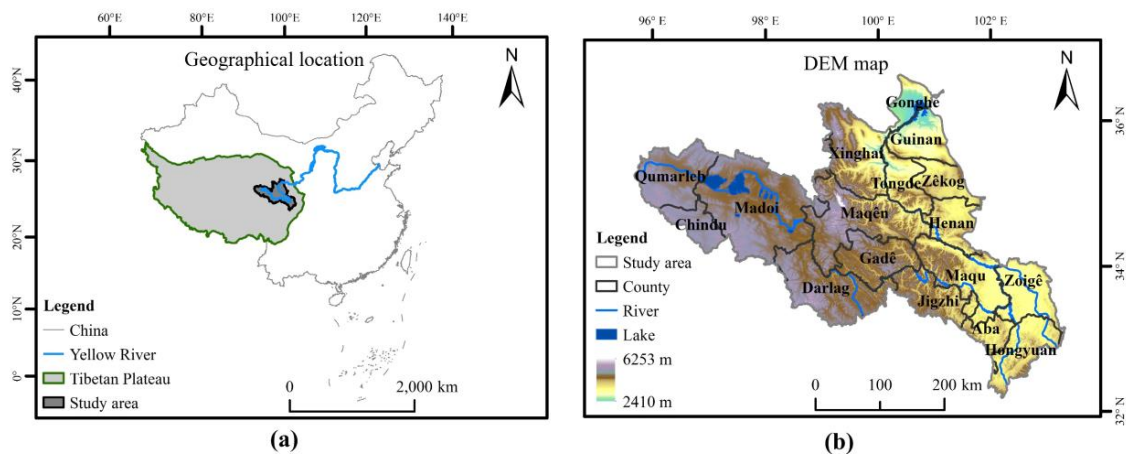 60°E 80°E 100°E 120°E 140°E
Geographical location
N
40°N
30°N
20°N
10°N
0°
Legend
China
Yellow River
Tibetan Plateau
Study area
0 2,000 km
(a)
96° E 98° E 100° E 102° E
DEM map
N
36° N
34° N
32° N
Gonghe
Guinan
Xinghai
Qumarleb
Tongde
Zêkog
Madoi
Maqên
Chindu
Henan
Gadê
Maqu
Zoigê
Darlag
Jigzhi
Aba
Hongyuan
Legend
Study area
County
River
Lake
6253 m
2410 m
0 100 200 km
(b)